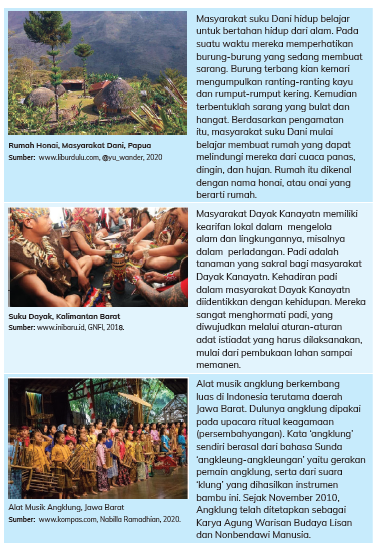 Masyarakat suku Dani hidup belajar
untuk bertahan hidup dari alam. Pada
suatu waktu mereka memperhatikan
burung-burung yang sedang membuat
sarang. Burung terbang kian kemari
mengumpulkan ranting-ranting kayu
dan rumput-rumput kering. Kemudian
terbentuklah sarang yang bulat dan
hangat. Berdasarkan pengamatan
itu, masyarakat suku Dani mulai
belajar membuat rumah yang dapat
melindungi mereka dari cuaca panas,
dingin, dan hujan. Rumah itu dikenal
dengan nama honai, atau onai yang
berarti rumah.
Rumah Honai, Masyarakat Dani, Papua
Sumber: www.liburdulu.com, @yu_wander, 2020
Masyarakat Dayak Kanayatn memiliki
kearifan lokal dalam mengelola
alam dan lingkungannya, misalnya
dalam perladangan. Padi adalah
tanaman yang sakral bagi masyarakat
Dayak Kanayatn. Kehadiran padi
dalam masyarakat Dayak Kanayatn
diidentikkan dengan kehidupan. Mereka
sangat menghormati padi, yang
diwujudkan melalui aturan-aturan
adat istiadat yang harus dilaksanakan,
mulai dari pembukaan lahan sampai
memanen.
Suku Dayak, Kalimantan Barat
Sumber: www.inibaru.id, GNFI, 2018.
Alat musik angklung berkembang
luas di Indonesia terutama daerah
Jawa Barat. Dulunya angklung dipakai
pada upacara ritual keagamaan
(persembahyangan). Kata ‘angklung’
sendiri berasal dari bahasa Sunda
‘angkleung-angkleungan’ yaitu gerakan
pemain angklung, serta dari suara
‘klung’ yang dihasilkan instrumen
bambu ini. Sejak November 2010,
Angklung telah ditetapkan sebagai
Karya Agung Warisan Budaya Lisan
dan Nonbendawi Manusia.
Alat Musik Angklung, Jawa Barat
Sumber: www.kompas.com, Nabilla Ramadhian, 2020.